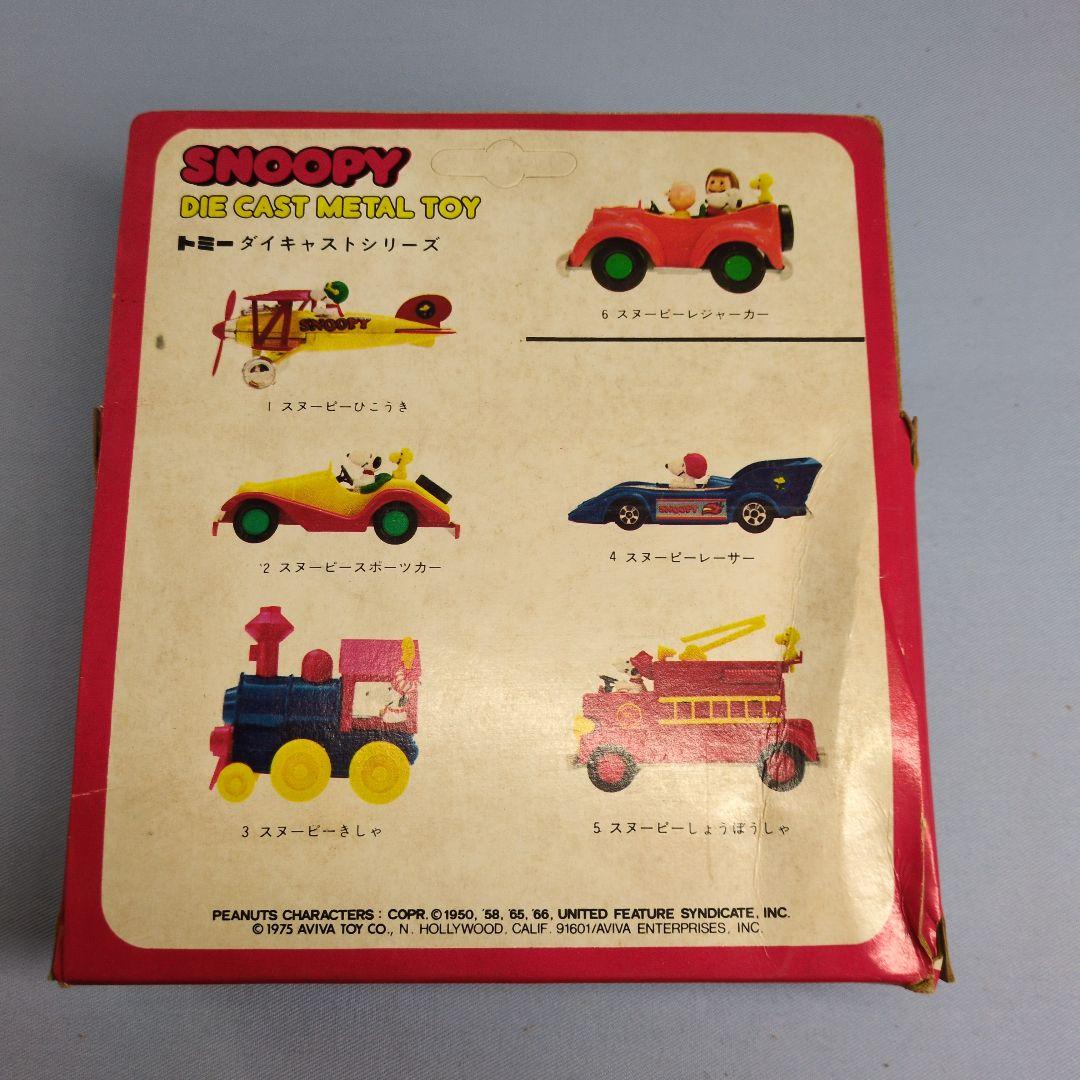 SNOOPY
DIE CAST METAL TOY
トミー ダイキャストシリーズ
6 スヌーピーレジャーカー
SNOOPY
1 スヌーピーひこうき
2 スヌーピースポーツカー
SNOOPY
4 スヌーピーレーサー
3 スヌーピーきしゃ
5 スヌーピーしょうぼうしゃ
PEANUTS CHARACTERS : COPR. © 1950, '58, '65, '66, UNITED FEATURE SYNDICATE, INC.
© 1975 AVIVA TOY CO., N. HOLLYWOOD, CALIF. 91601/AVIVA ENTERPRISES, INC.